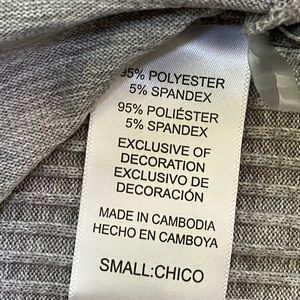 95% POLYESTER
5% SPANDEX
95% POLIÉSTER
5% SPANDEX
EXCLUSIVE OF
DECORATION
EXCLUSIVO DE
DECORACIÓN
MADE IN CAMBODIA
HECHO EN CAMBOYA
SMALL:CHICO